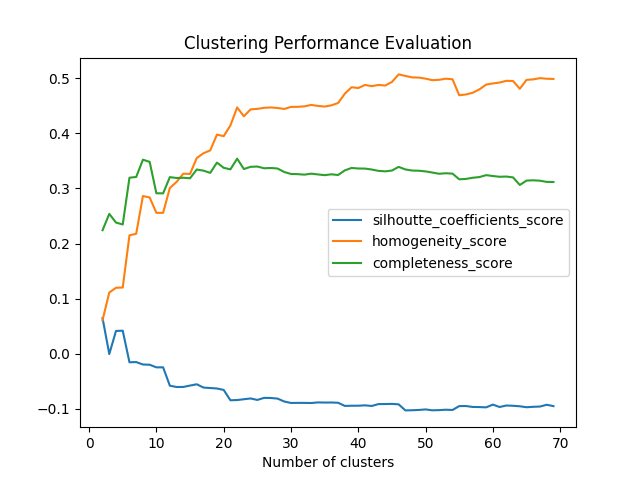 Clustering Performance Evaluation
0.5
0.4
0.3
0.2
0.1
0.0
−0.1
silhoutte_coefficients_score
homogeneity_score
completeness_score
0 10 20 30 40 50 60 70
Number of clusters